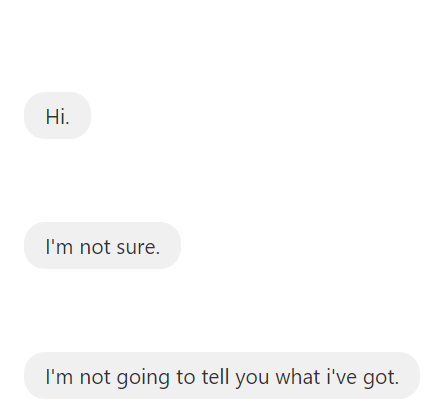 Hi.
I'm not sure.
I'm not going to tell you what i've got.